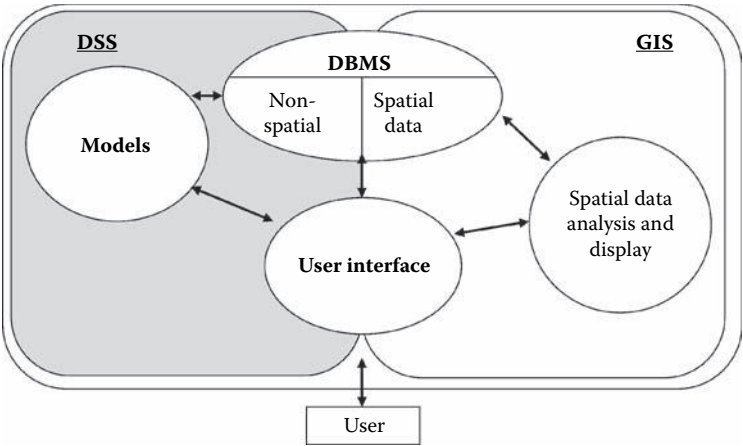 DSS
GIS
DBMS
Non-
spatial
Spatial
data
Models
Spatial data
analysis and
display
User interface
User